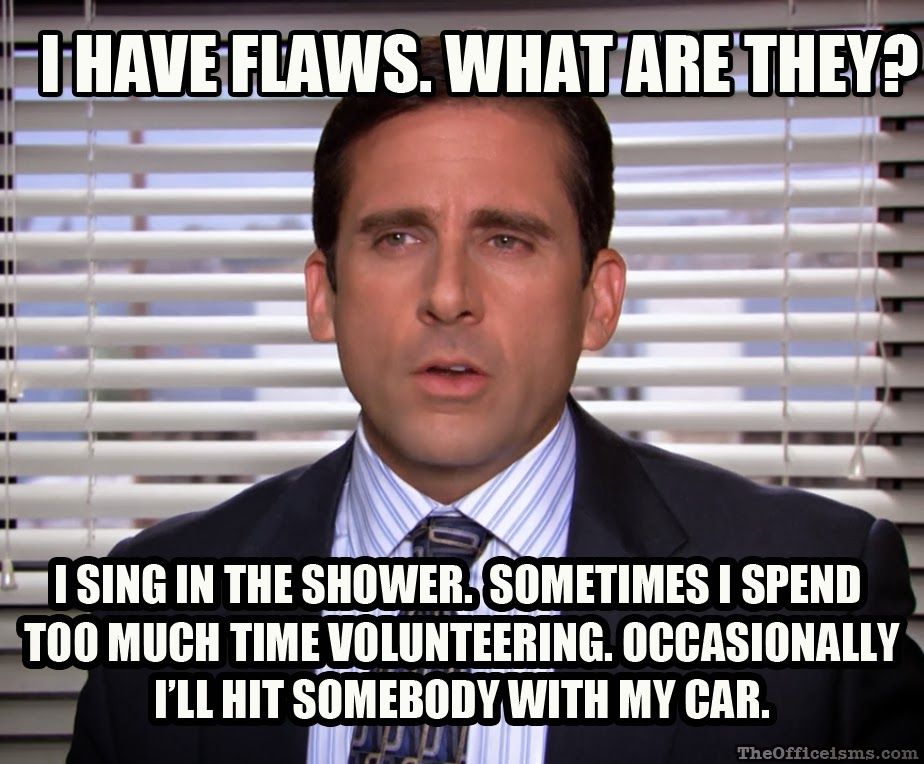 I HAVE FLAWS. WHAT ARE THEY?
I SING IN THE SHOWER. SOMETIMES I SPEND
TOO MUCH TIME VOLUNTEERING. OCCASIONALLY
I'LL HIT SOMEBODY WITH MY CAR.
TheOfficeisms.com